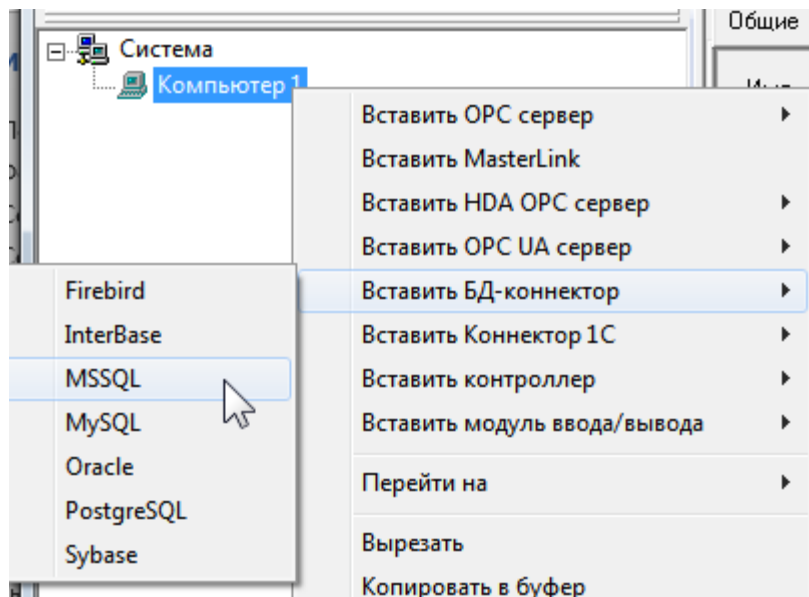 Общие
Система
Компьютер 1
Вставить OPC сервер
Вставить MasterLink
Вставить HDA OPC сервер
Вставить OPC UA сервер
Вставить БД-коннектор
Вставить Коннектор 1С
Вставить контроллер
Вставить модуль ввода/вывода
Перейти на
Вырезать
Копировать в буфер
Firebird
InterBase
MSSQL
MySQL
Oracle
PostgreSQL
Sybase